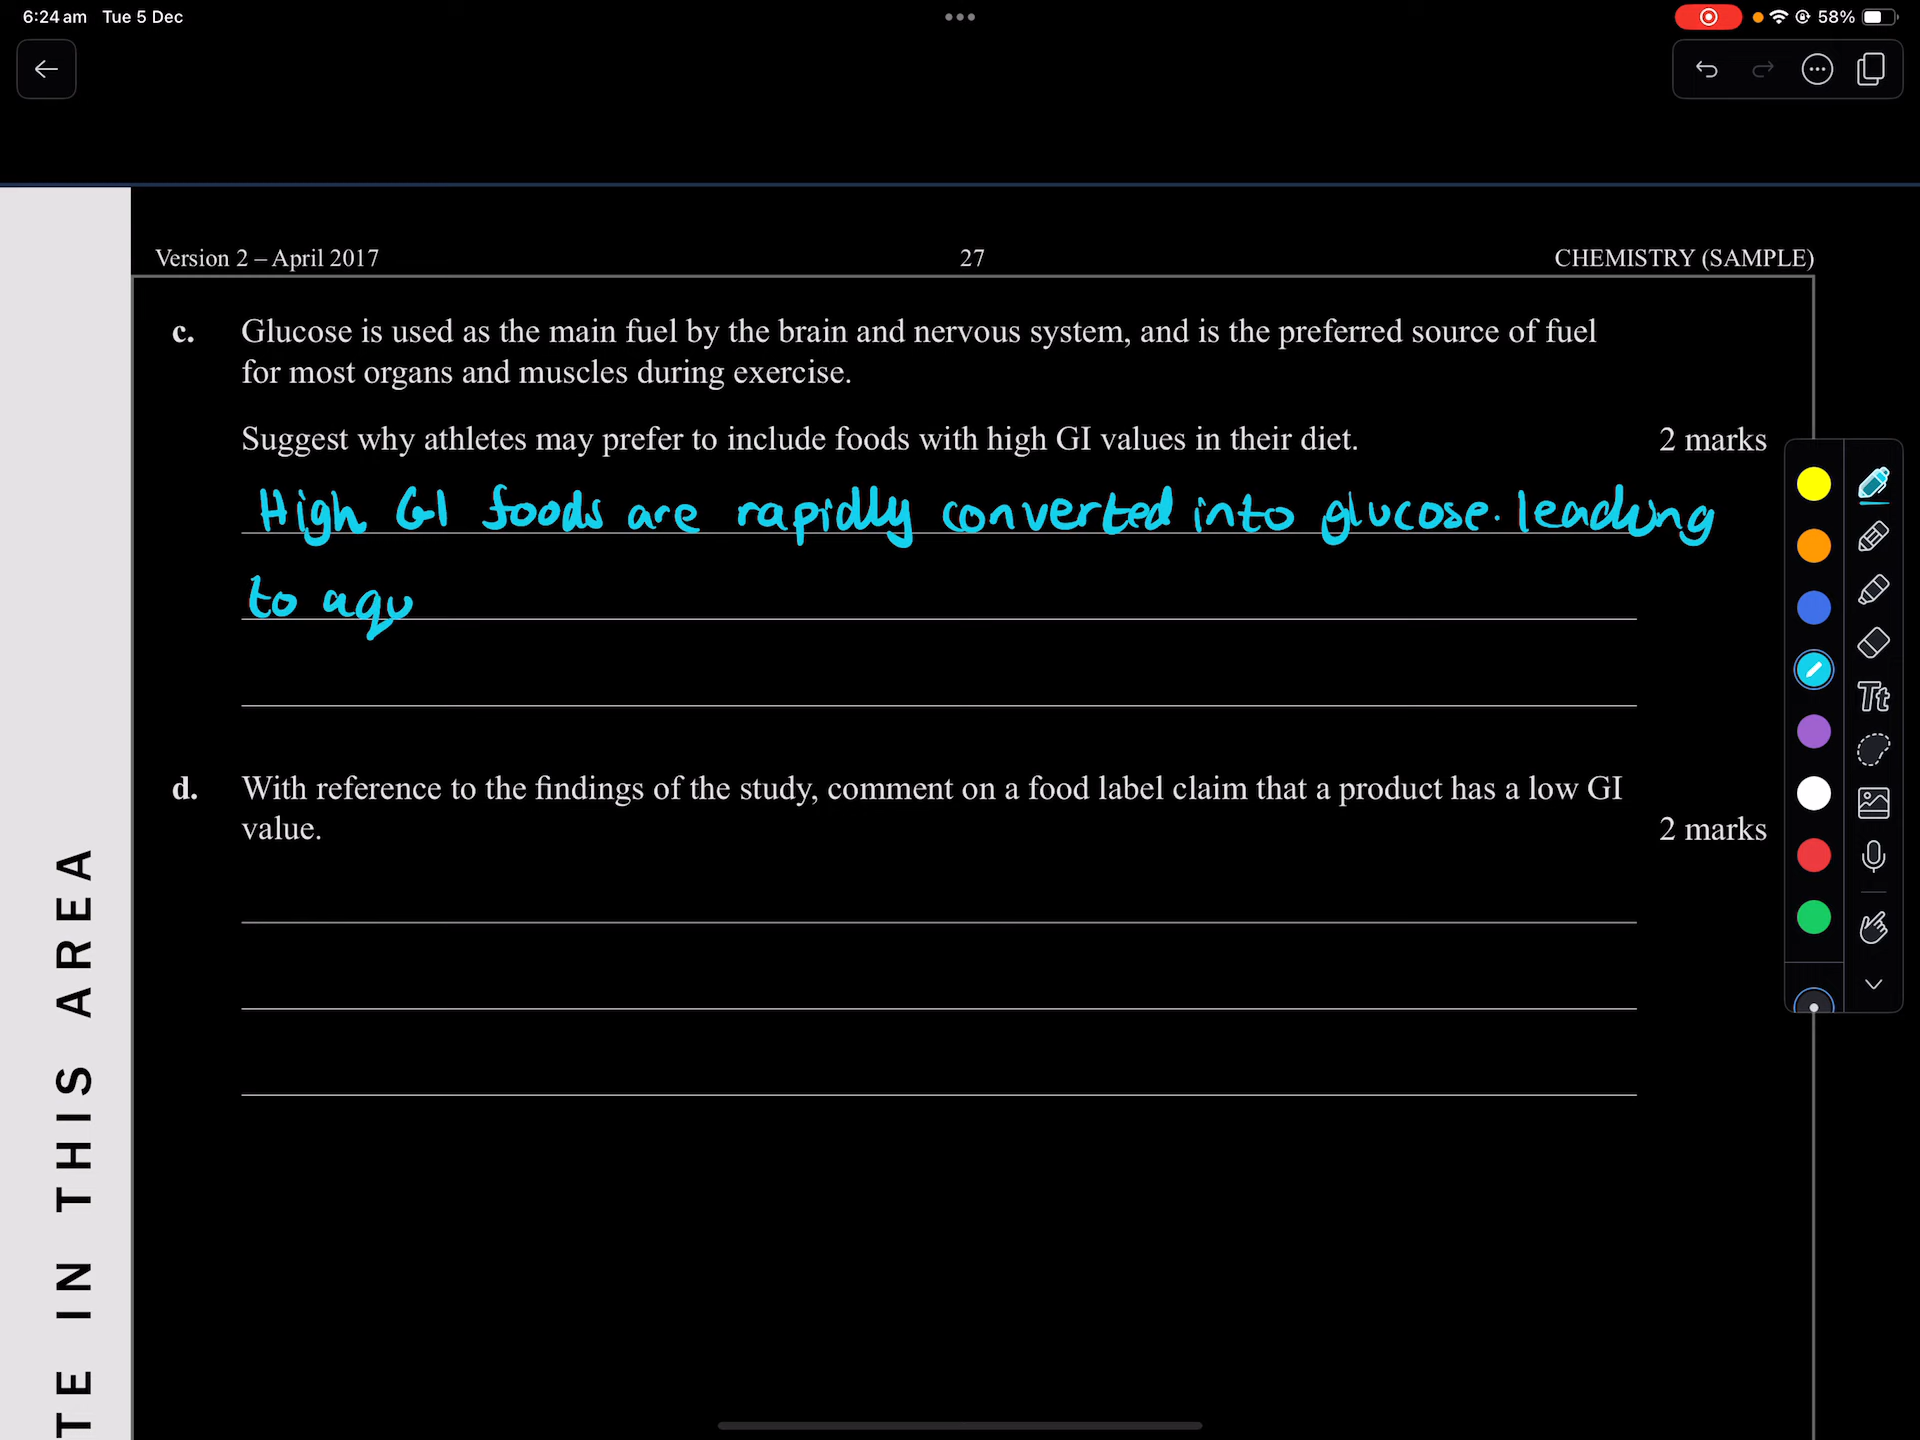 6:24 am Tue 5 Dec
58%
Version 2 – April 2017 27 CHEMISTRY (SAMPLE)
c. Glucose is used as the main fuel by the brain and nervous system, and is the preferred source of fuel
for most organs and muscles during exercise.
Suggest why athletes may prefer to include foods with high GI values in their diet. 2 marks
High GI foods are rapidly converted into glucose. leading
to aqu
d. With reference to the findings of the study, comment on a food label claim that a product has a low GI
value. 2 marks
TE IN THIS AREA
Tt